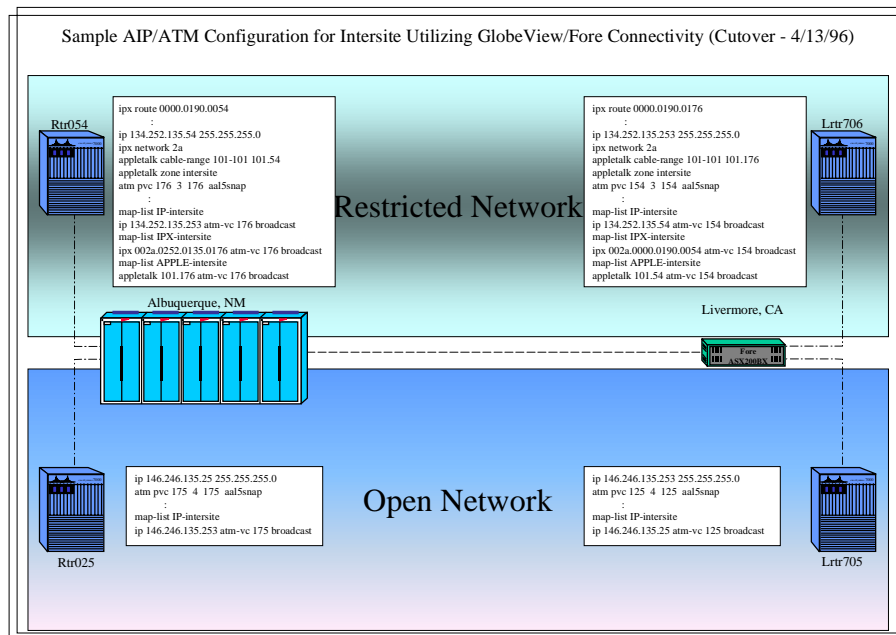 Sample AIP/ATM Configuration for Intersite Utilizing GlobeView/Fore Connectivity (Cutover - 4/13/96)
Rtr054
ipx route 0000.0190.0054
:
ip 134.252.135.54 255.255.255.0
ipx network 2a
appletalk cable-range 101-101 101.54
appletalk zone intersite
atm pvc 176 3 176 aal5snap
:
map-list IP-intersite
ip 134.252.135.253 atm-vc 176 broadcast
map-list IPX-intersite
ipx 002a.0252.0135.0176 atm-vc 176 broadcast
map-list APPLE-intersite
appletalk 101.176 atm-vc 176 broadcast
Restricted Network
ipx route 0000.0190.0176
:
ip 134.252.135.253 255.255.255.0
ipx network 2a
appletalk cable-range 101-101 101.176
appletalk zone intersite
atm pvc 154 3 154 aal5snap
:
map-list IP-intersite
ip 134.252.135.54 atm-vc 154 broadcast
map-list IPX-intersite
ipx 002a.0000.0190.0054 atm-vc 154 broadcast
map-list APPLE-intersite
appletalk 101.54 atm-vc 154 broadcast
Lrtr706
Albuquerque, NM
Livermore, CA
Fore
ASX200BX
ip 146.246.135.25 255.255.255.0
atm pvc 175 4 175 aal5snap
:
map-list IP-intersite
ip 146.246.135.253 atm-vc 175 broadcast
Rtr025
Open Network
ip 146.246.135.253 255.255.255.0
atm pvc 125 4 125 aal5snap
:
map-list IP-intersite
ip 146.246.135.25 atm-vc 125 broadcast
Lrtr705